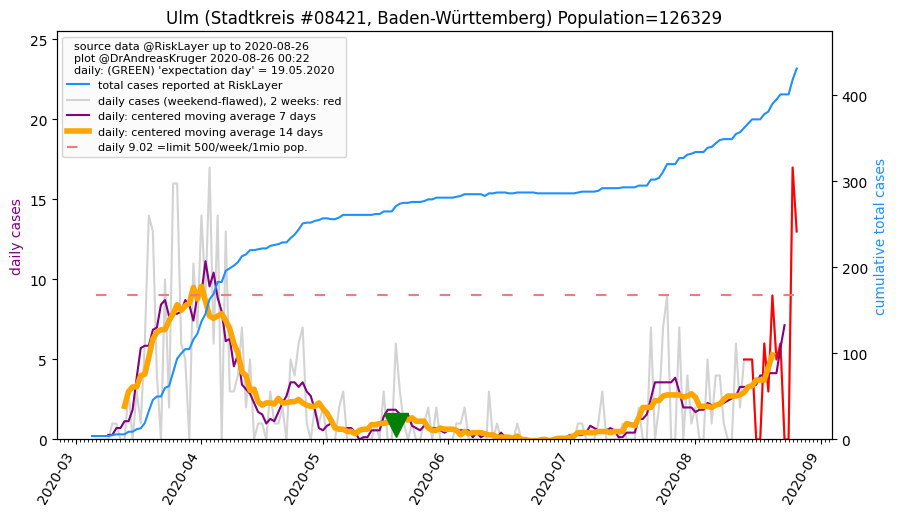 Ulm (Stadtkreis #08421, Baden-Württemberg) Population=126329
source data @RiskLayer up to 2020-08-26
plot @DrAndreasKruger 2020-08-26 00:22
daily: (GREEN) 'expectation day' = 19.05.2020
total cases reported at RiskLayer
daily cases (weekend-flawed), 2 weeks: red
daily: centered moving average 7 days
daily: centered moving average 14 days
daily 9.02 =limit 500/week/1mio pop.
25
20
15
10
5
0
daily cases
400
300
200
100
0
cumulative total cases
2020-03
2020-04
2020-05
2020-06
2020-07
2020-08
2020-09